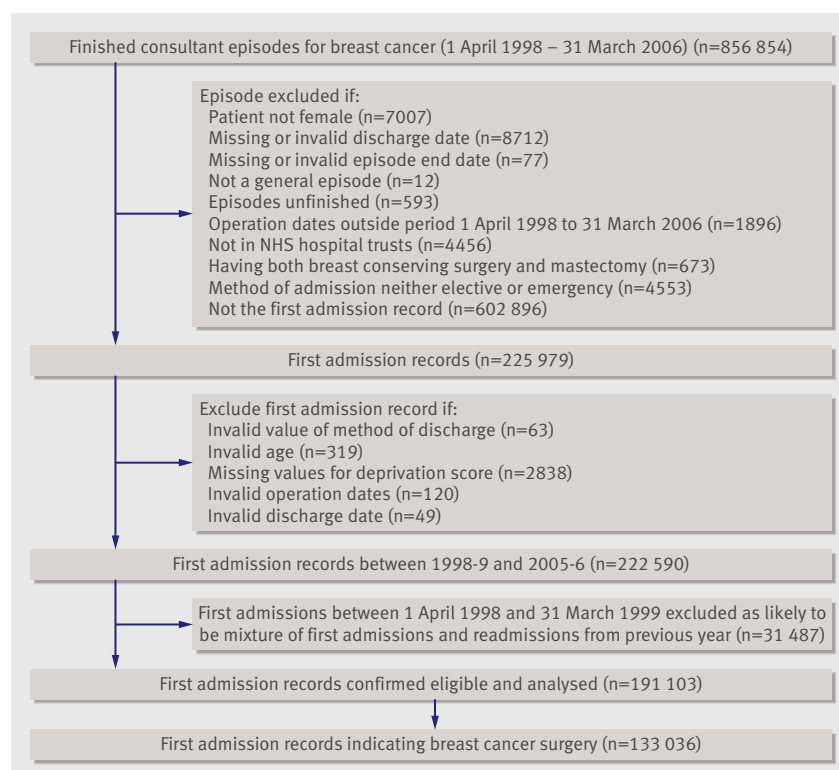 Finished consultant episodes for breast cancer (1 April 1998 – 31 March 2006) (n=856 854)
Episode excluded if:
Patient not female (n=7007)
Missing or invalid discharge date (n=8712)
Missing or invalid episode end date (n=77)
Not a general episode (n=12)
Episodes unfinished (n=593)
Operation dates outside period 1 April 1998 to 31 March 2006 (n=1896)
Not in NHS hospital trusts (n=4456)
Having both breast conserving surgery and mastectomy (n=673)
Method of admission neither elective or emergency (n=4553)
Not the first admission record (n=602 896)
First admission records (n=225 979)
Exclude first admission record if:
Invalid value of method of discharge (n=63)
Invalid age (n=319)
Missing values for deprivation score (n=2838)
Invalid operation dates (n=120)
Invalid discharge date (n=49)
First admission records between 1998-9 and 2005-6 (n=222 590)
First admissions between 1 April 1998 and 31 March 1999 excluded as likely to
be mixture of first admissions and readmissions from previous year (n=31 487)
First admission records confirmed eligible and analysed (n=191 103)
First admission records indicating breast cancer surgery (n=133 036)